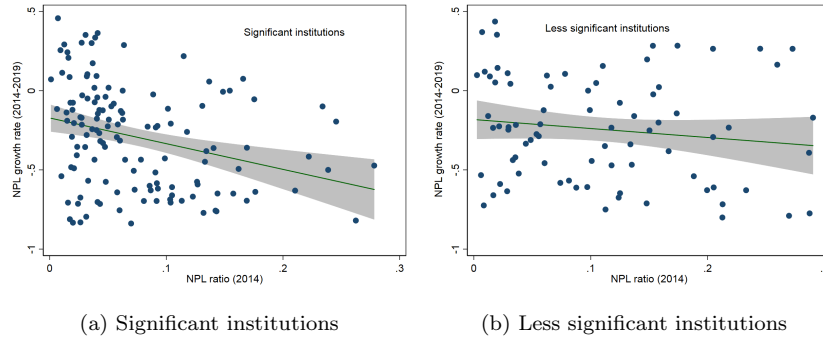 Significant institutions
NPL growth rate (2014-2019)
.5
0
-.5
-1
0
.1
.2
.3
NPL ratio (2014)
(a) Significant institutions
Less significant institutions
NPL growth rate (2014-2019)
.5
0
-.5
-1
0
.1
.2
NPL ratio (2014)
(b) Less significant institutions